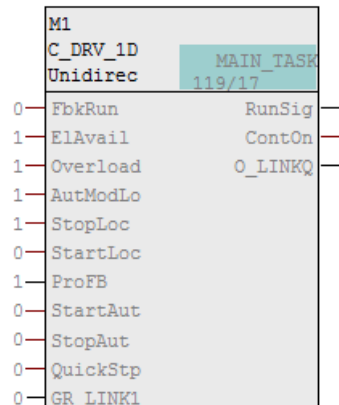 M1
C_DRV_1D
Unidirec MAIN_TASK
119/17
0 FbkRun RunSig
1 ElAvail ContOn
1 Overload O_LINKQ
1 AutModLo
1 StopLoc
0 StartLoc
1 ProFB
0 StartAut
0 StopAut
0 QuickStp
0 GR_LINK1